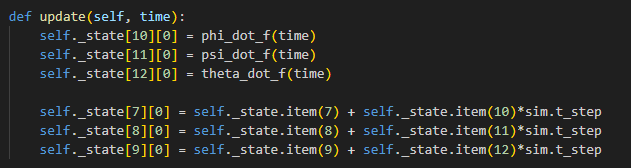 def update(self, time):
self._state[10][0] = phi_dot_f(time)
self._state[11][0] = psi_dot_f(time)
self._state[12][0] = theta_dot_f(time)
self._state[7][0] = self._state.item(7) + self._state.item(10)*sim.t_step
self._state[8][0] = self._state.item(8) + self._state.item(11)*sim.t_step
self._state[9][0] = self._state.item(9) + self._state.item(12)*sim.t_step